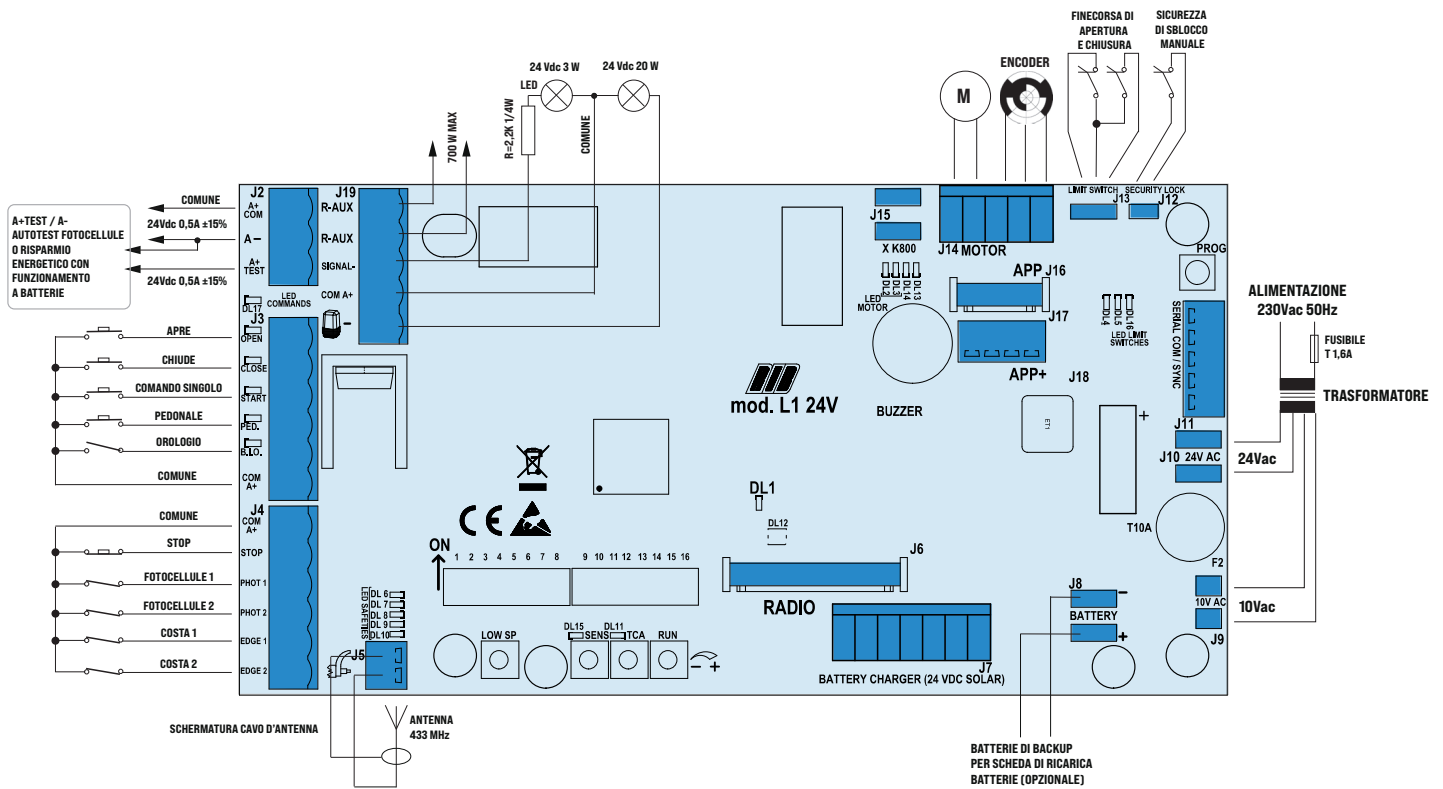 FINECORSA DI
APERTURA
E CHIUSURA
SICUREZZA
DI SBLOCCO
MANUALE
24 Vdc 3 W
24 Vdc 20 W
LED
ENCODER
M
R=2,2K 1/4W
700 W MAX
COMUNE
A+TEST / A-
AUTOTEST FOTOCELLULE
O RISPARMIO
ENERGETICO CON
FUNZIONAMENTO
A BATTERIE
COMUNE
24Vdc 0,5A ±15%
24Vdc 0,5A ±15%
J2
A+
COM
A-
A+
TEST
J19
R-AUX
R-AUX
SIGNAL-
COM A+
-
DL17
LED
COMMANDS
J3
OPEN
CLOSE
START
PED.
B.I.O.
COM
A+
APRE
CHIUDE
COMANDO SINGOLO
PEDONALE
OROLOGIO
COMUNE
J4
COM
A+
STOP
PHOT 1
PHOT 2
EDGE 1
EDGE 2
COMUNE
STOP
FOTOCELLULE 1
FOTOCELLULE 2
COSTA 1
COSTA 2
J15
X K800
DL2
DL3
DL14
DL13
LED
MOTOR
J14 MOTOR
LIMIT SWITCH
J13
SECURITY LOCK
J12
PROG
APP J16
J17
APP+
DL4
DL5
DL16
LED LIMIT
SWITCHES
SERIAL COM / SYNC
ALIMENTAZIONE
230Vac 50Hz
FUSIBILE
T 1,6A
TRASFORMATORE
mod. L1 24V
BUZZER
J18
ET1
+
J11
J10 24V AC
24Vac
T10A
F2
10V AC
J9
10Vac
CE
ON
1 2 3 4 5 6 7 8 9 10 11 12 13 14 15 16
DL1
DL12
J6
RADIO
J8
-
BATTERY
+
LED SAFETIES
DL 6
DL 7
DL 8
DL 9
DL10
J5
LOW SP
DL15
SENS
DL11
TCA
RUN
- +
J7
BATTERY CHARGER (24 VDC SOLAR)
SCHERMATURA CAVO D'ANTENNA
ANTENNA
433 MHz
BATTERIE DI BACKUP
PER SCHEDA DI RICARICA
BATTERIE (OPZIONALE)